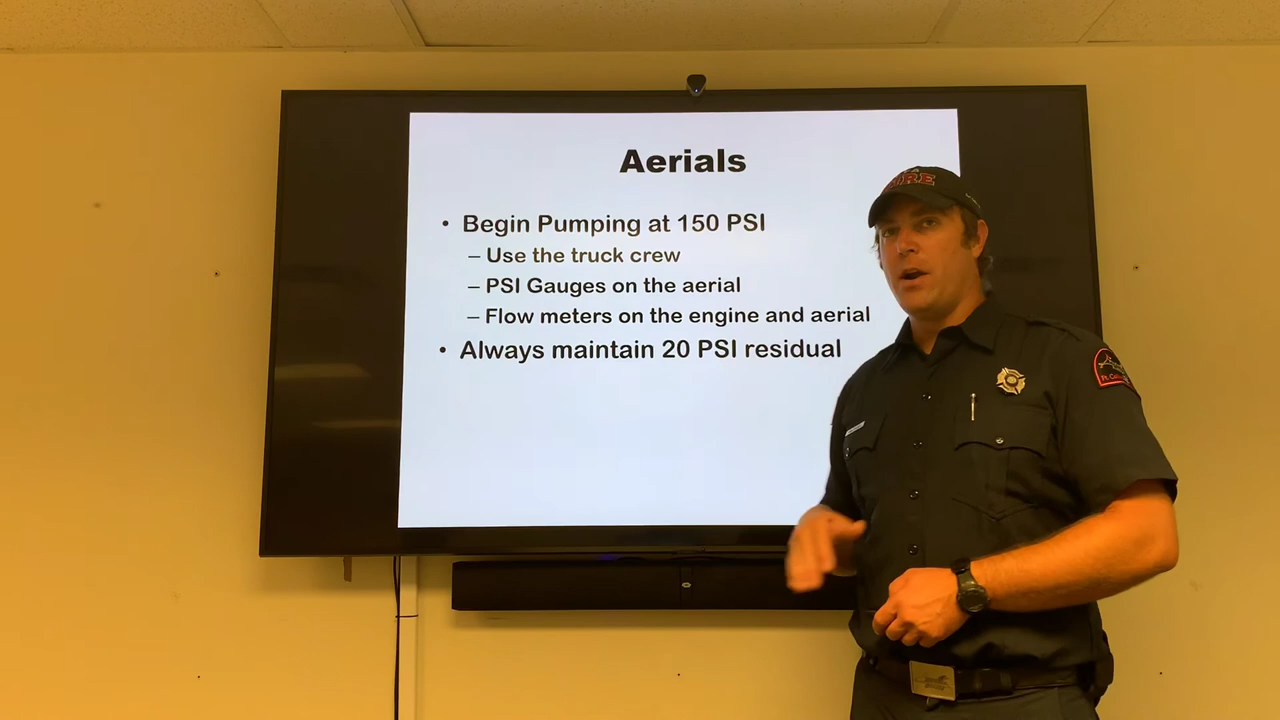 Aerials
• Begin Pumping at 150 PSI
– Use the truck crew
– PSI Gauges on the aerial
– Flow meters on the engine and aerial
• Always maintain 20 PSI residual